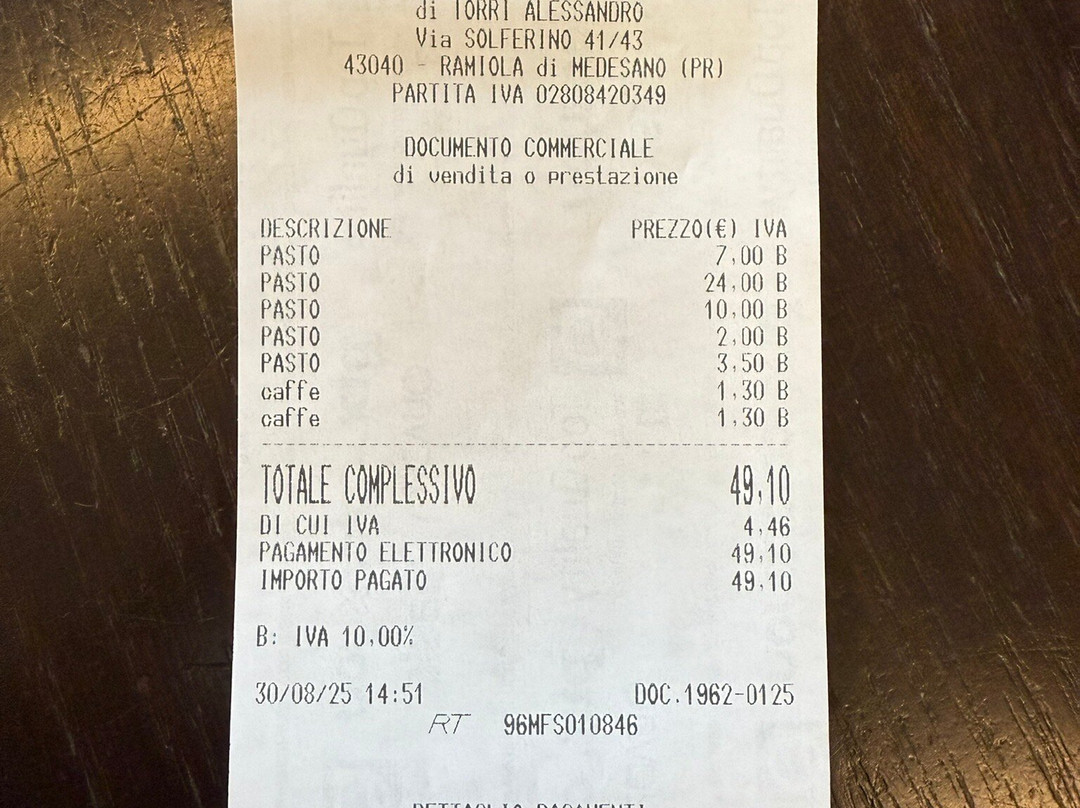 di TORRI ALESSANDRO
Via SOLFERINO 41/43
43040 - RAMIOLA di MEDESANO (PR)
PARTITA IVA 02808420349
DOCUMENTO COMMERCIALE
di vendita o prestazione
DESCRIZIONE PREZZO(€) IVA
PASTO 7,00 B
PASTO 24,00 B
PASTO 10,00 B
PASTO 2,00 B
PASTO 3,50 B
caffe 1,30 B
caffe 1,30 B
TOTALE COMPLESSIVO 49,10
DI CUI IVA 4,46
PAGAMENTO ELETTRONICO 49,10
IMPORTO PAGATO 49,10
B: IVA 10,00%
30/08/25 14:51 DOC.1962-0125
RT 96MFS010846
DETTAGLIO PAGAMENTI